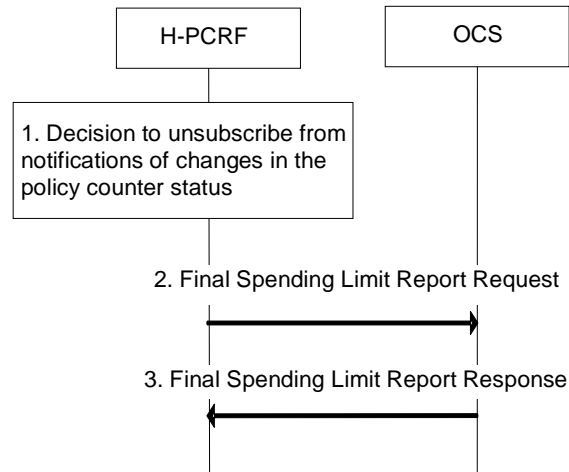 H-PCRF
OCS
1. Decision to unsubscribe from
notifications of changes in the
policy counter status
2. Final Spending Limit Report Request
3. Final Spending Limit Report Response